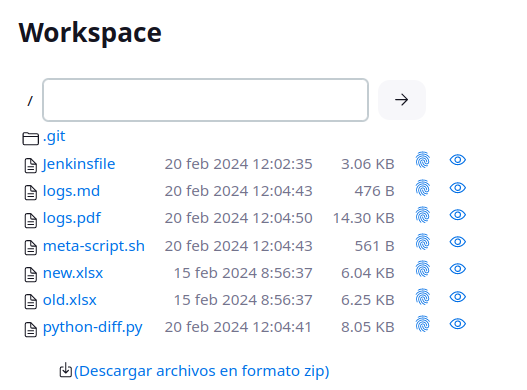 Workspace
/ →
.git
Jenkinsfile 20 feb 2024 12:02:35 3.06 KB
logs.md 20 feb 2024 12:04:43 476 B
logs.pdf 20 feb 2024 12:04:50 14.30 KB
meta-script.sh 20 feb 2024 12:04:43 561 B
new.xlsx 15 feb 2024 8:56:37 6.04 KB
old.xlsx 15 feb 2024 8:56:37 6.25 KB
python-diff.py 20 feb 2024 12:04:41 8.05 KB
(Descargar archivos en formato zip)